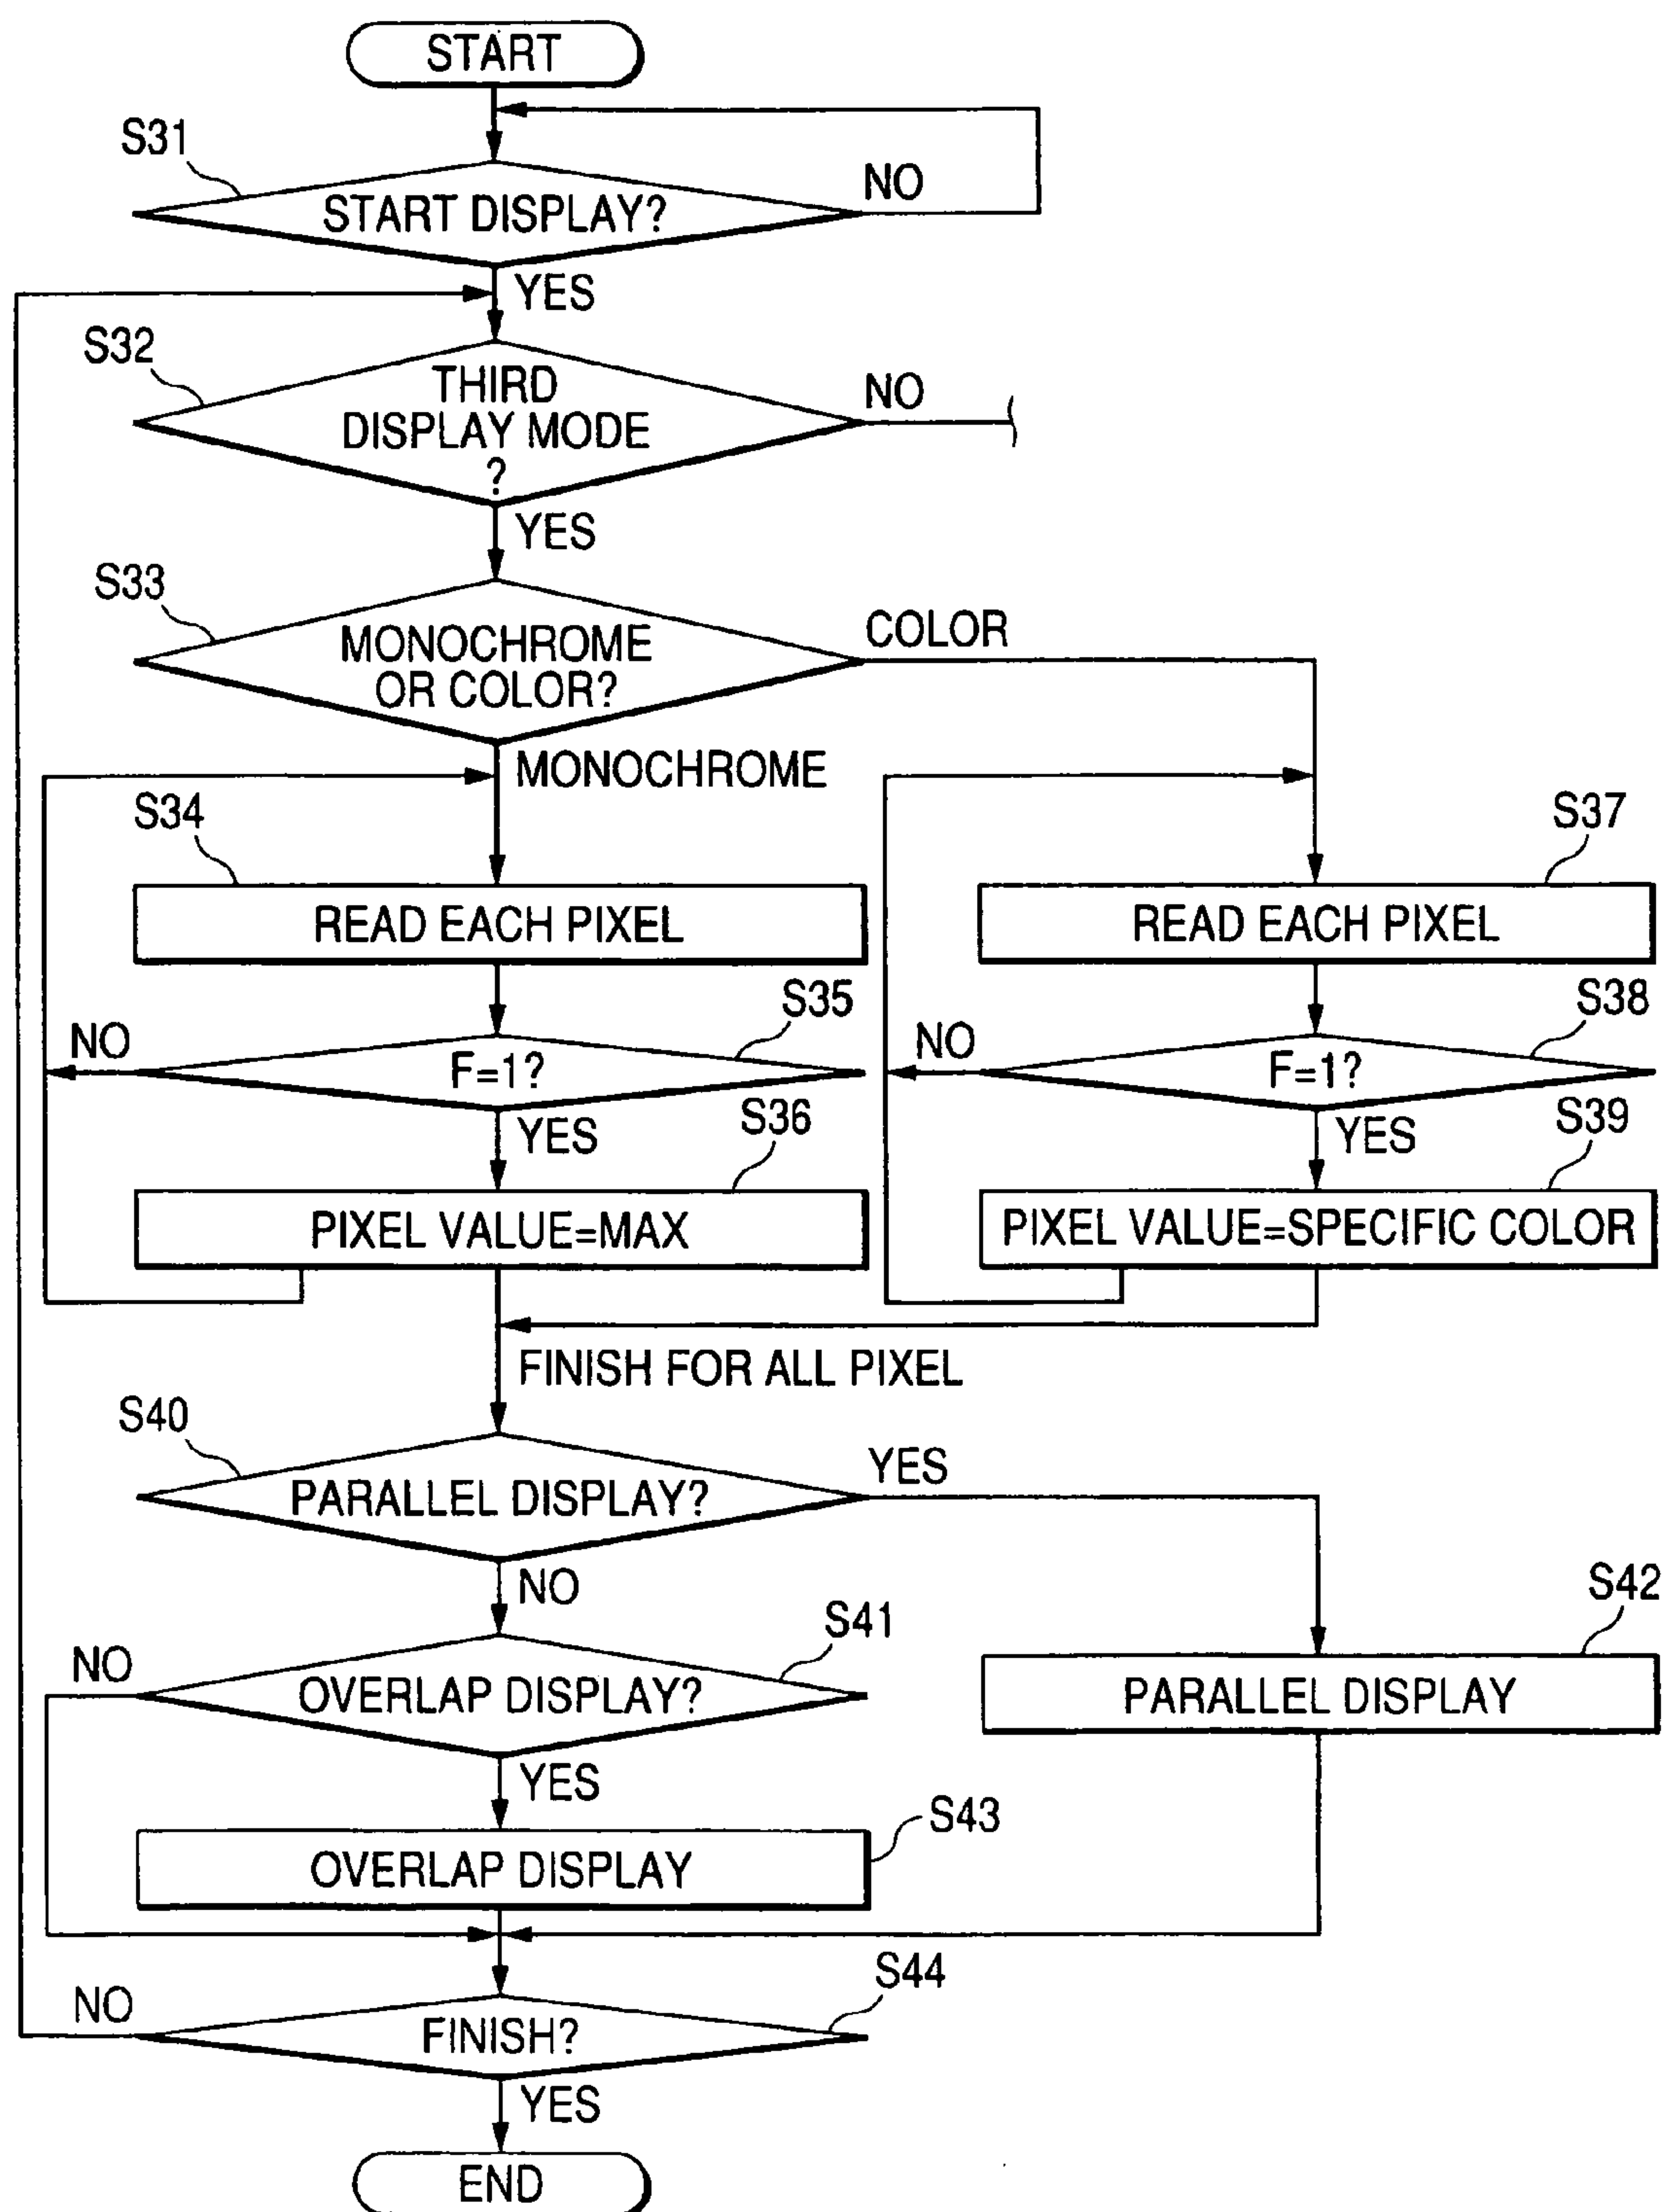 START
S31
START DISPLAY?
NO
YES
S32
THIRD
DISPLAY MODE
?
NO
YES
S33
MONOCHROME
OR COLOR?
COLOR
MONOCHROME
S34
READ EACH PIXEL
S37
READ EACH PIXEL
S35
NO
F=1?
YES
S38
NO
F=1?
YES
S36
PIXEL VALUE=MAX
S39
PIXEL VALUE=SPECIFIC COLOR
FINISH FOR ALL PIXEL
S40
PARALLEL DISPLAY?
YES
NO
S41
NO
OVERLAP DISPLAY?
YES
S42
PARALLEL DISPLAY
S43
OVERLAP DISPLAY
S44
NO
FINISH?
YES
END